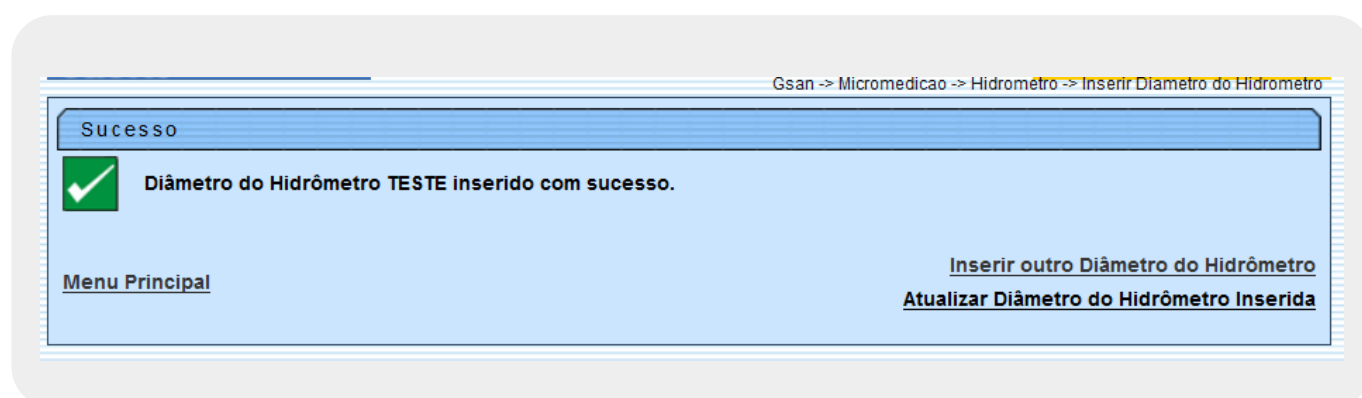 Gsan -> Micromedicao -> Hidrometro -> Inserir Diametro do Hidrometro
Sucesso
Diâmetro do Hidrômetro TESTE inserido com sucesso.
Inserir outro Diâmetro do Hidrômetro
Menu Principal
Atualizar Diâmetro do Hidrômetro Inserida